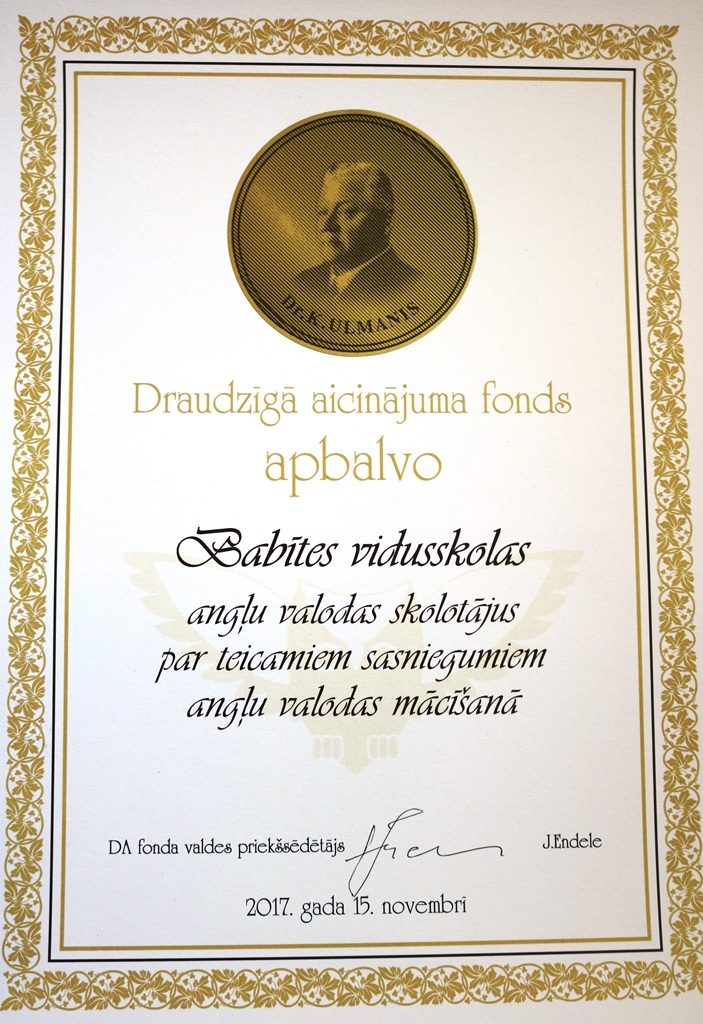 Dr. K. ULMANIS
Draudzīgā aicinājuma fonds
apbalvo
Babītes vidusskolas
angļu valodas skolotājus
par teicamiem sasniegumiem
angļu valodas mācīšanā
DA fonda valdes priekšsēdētājs J.Endele
2017. gada 15. novembrī